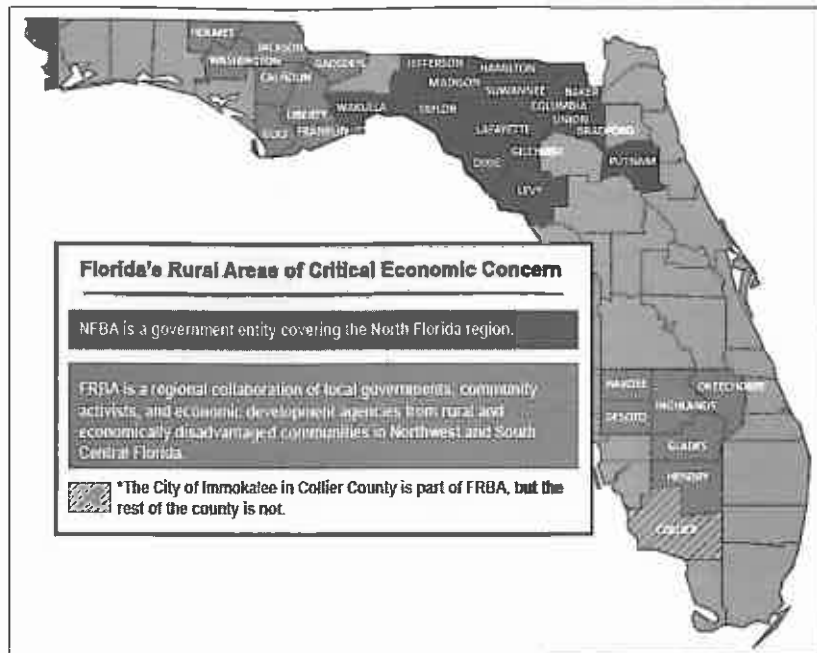 HOLMES
JACKSON
WASHINGTON
GADSDEN
CALHOUN
LIBERTY
WAKULLA
GULF
FRANKLIN
JEFFERSON
HAMILTON
MADISON
SUWANNEE
BAKER
COLUMBIA
TAYLOR
UNION
LAFAYETTE
BRADFORD
GILCHRIST
DIXIE
PUTNAM
LEVY
Florida's Rural Areas of Critical Economic Concern
NFBA is a government entity covering the North Florida region.
FRBA is a regional collaboration of local governments, community
activists, and economic development agencies from rural and
economically disadvantaged communities in Northwest and South
Central Florida.
*The City of Immokalee in Collier County is part of FRBA, but the
rest of the county is not.
HARDEE
OKEECHOBEE
HIGHLANDS
DESOTO
GLADES
HENDRY
COLLIER